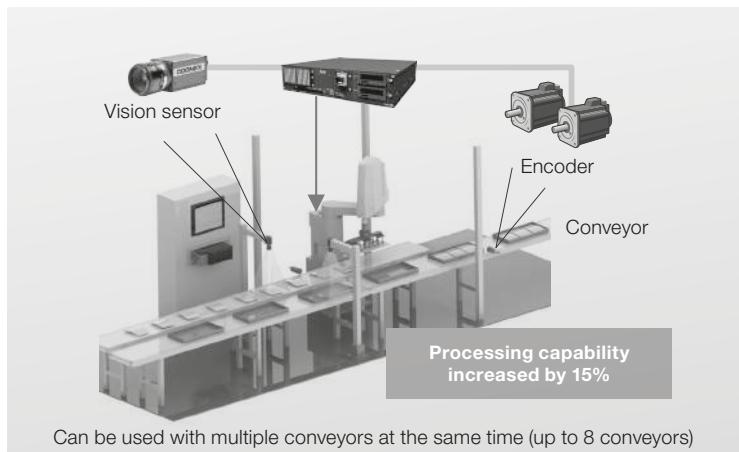 COGNEX
Vision sensor
Encoder
Conveyor
Processing capability
increased by 15%
Can be used with multiple conveyors at the same time (up to 8 conveyors)